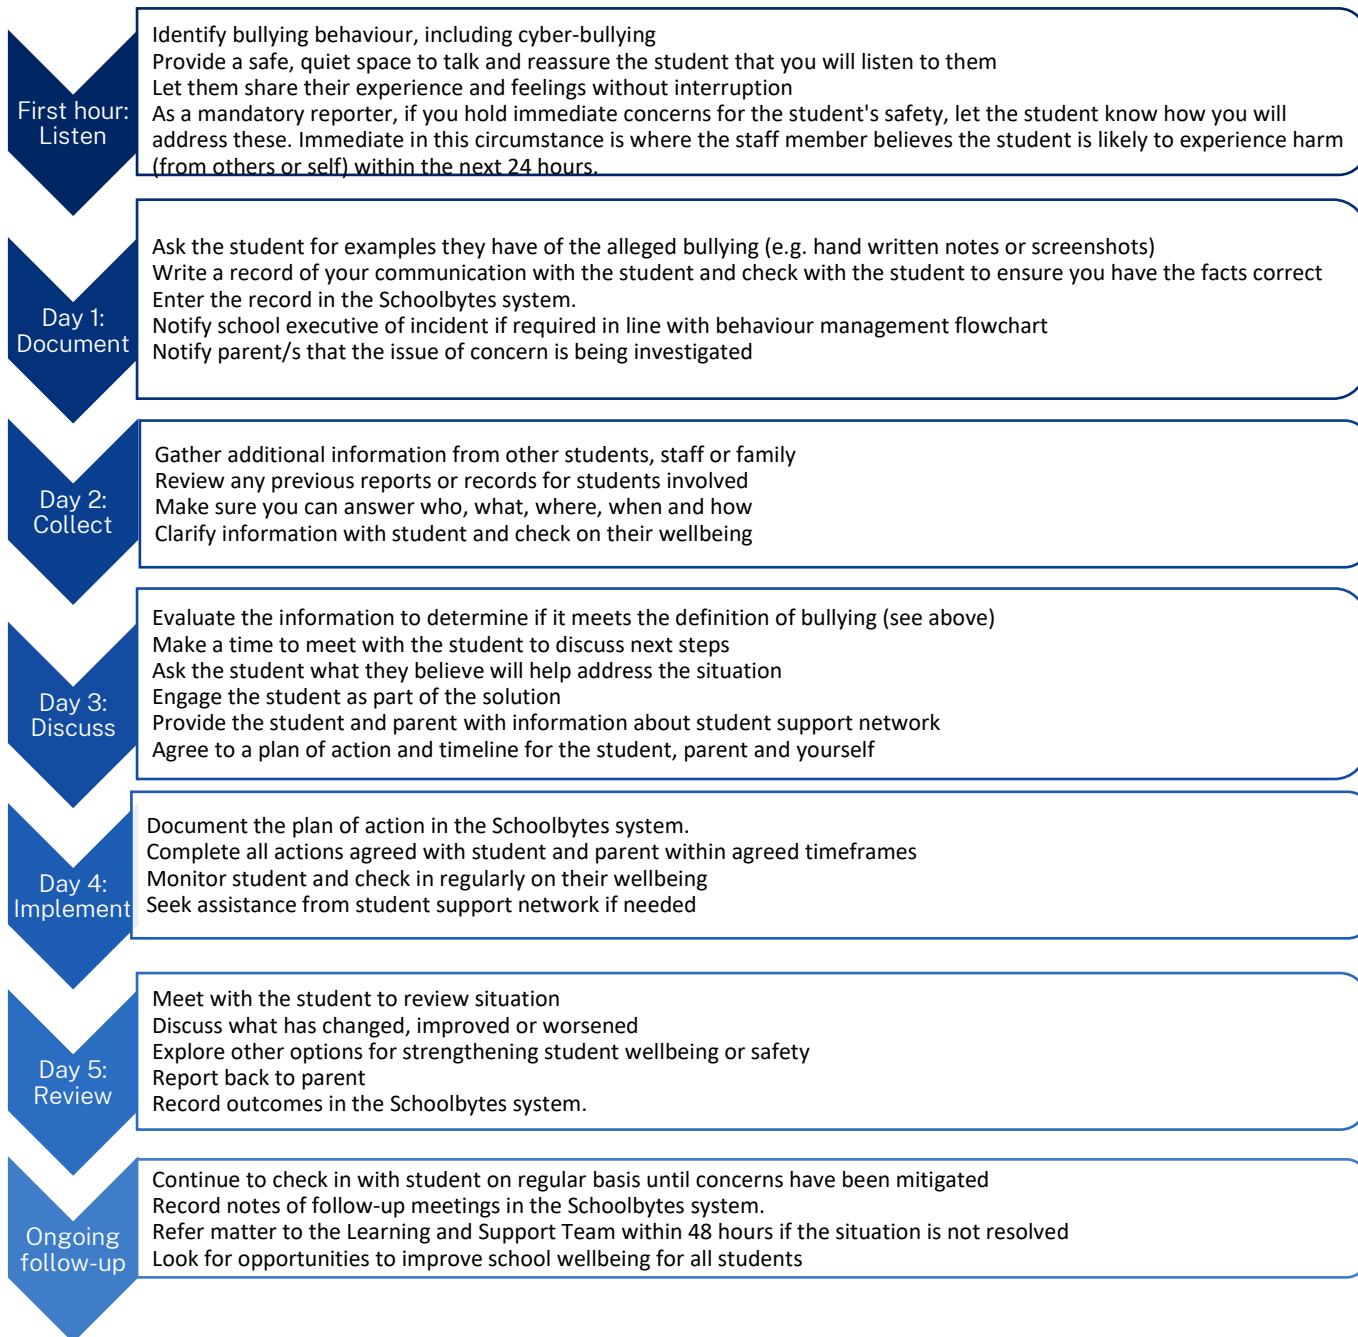 First hour:
Listen
Identify bullying behaviour, including cyber-bullying
Provide a safe, quiet space to talk and reassure the student that you will listen to them
Let them share their experience and feelings without interruption
As a mandatory reporter, if you hold immediate concerns for the student's safety, let the student know how you will
address these. Immediate in this circumstance is where the staff member believes the student is likely to experience harm
(from others or self) within the next 24 hours.
Day 1:
Document
Ask the student for examples they have of the alleged bullying (e.g. hand written notes or screenshots)
Write a record of your communication with the student and check with the student to ensure you have the facts correct
Enter the record in the Schoolbytes system.
Notify school executive of incident if required in line with behaviour management flowchart
Notify parent/s that the issue of concern is being investigated
Day 2:
Collect
Gather additional information from other students, staff or family
Review any previous reports or records for students involved
Make sure you can answer who, what, where, when and how
Clarify information with student and check on their wellbeing
Day 3:
Discuss
Evaluate the information to determine if it meets the definition of bullying (see above)
Make a time to meet with the student to discuss next steps
Ask the student what they believe will help address the situation
Engage the student as part of the solution
Provide the student and parent with information about student support network
Agree to a plan of action and timeline for the student, parent and yourself
Day 4:
Implement
Document the plan of action in the Schoolbytes system.
Complete all actions agreed with student and parent within agreed timeframes
Monitor student and check in regularly on their wellbeing
Seek assistance from student support network if needed
Day 5:
Review
Meet with the student to review situation
Discuss what has changed, improved or worsened
Explore other options for strengthening student wellbeing or safety
Report back to parent
Record outcomes in the Schoolbytes system.
Ongoing
follow-up
Continue to check in with student on regular basis until concerns have been mitigated
Record notes of follow-up meetings in the Schoolbytes system.
Refer matter to the Learning and Support Team within 48 hours if the situation is not resolved
Look for opportunities to improve school wellbeing for all students